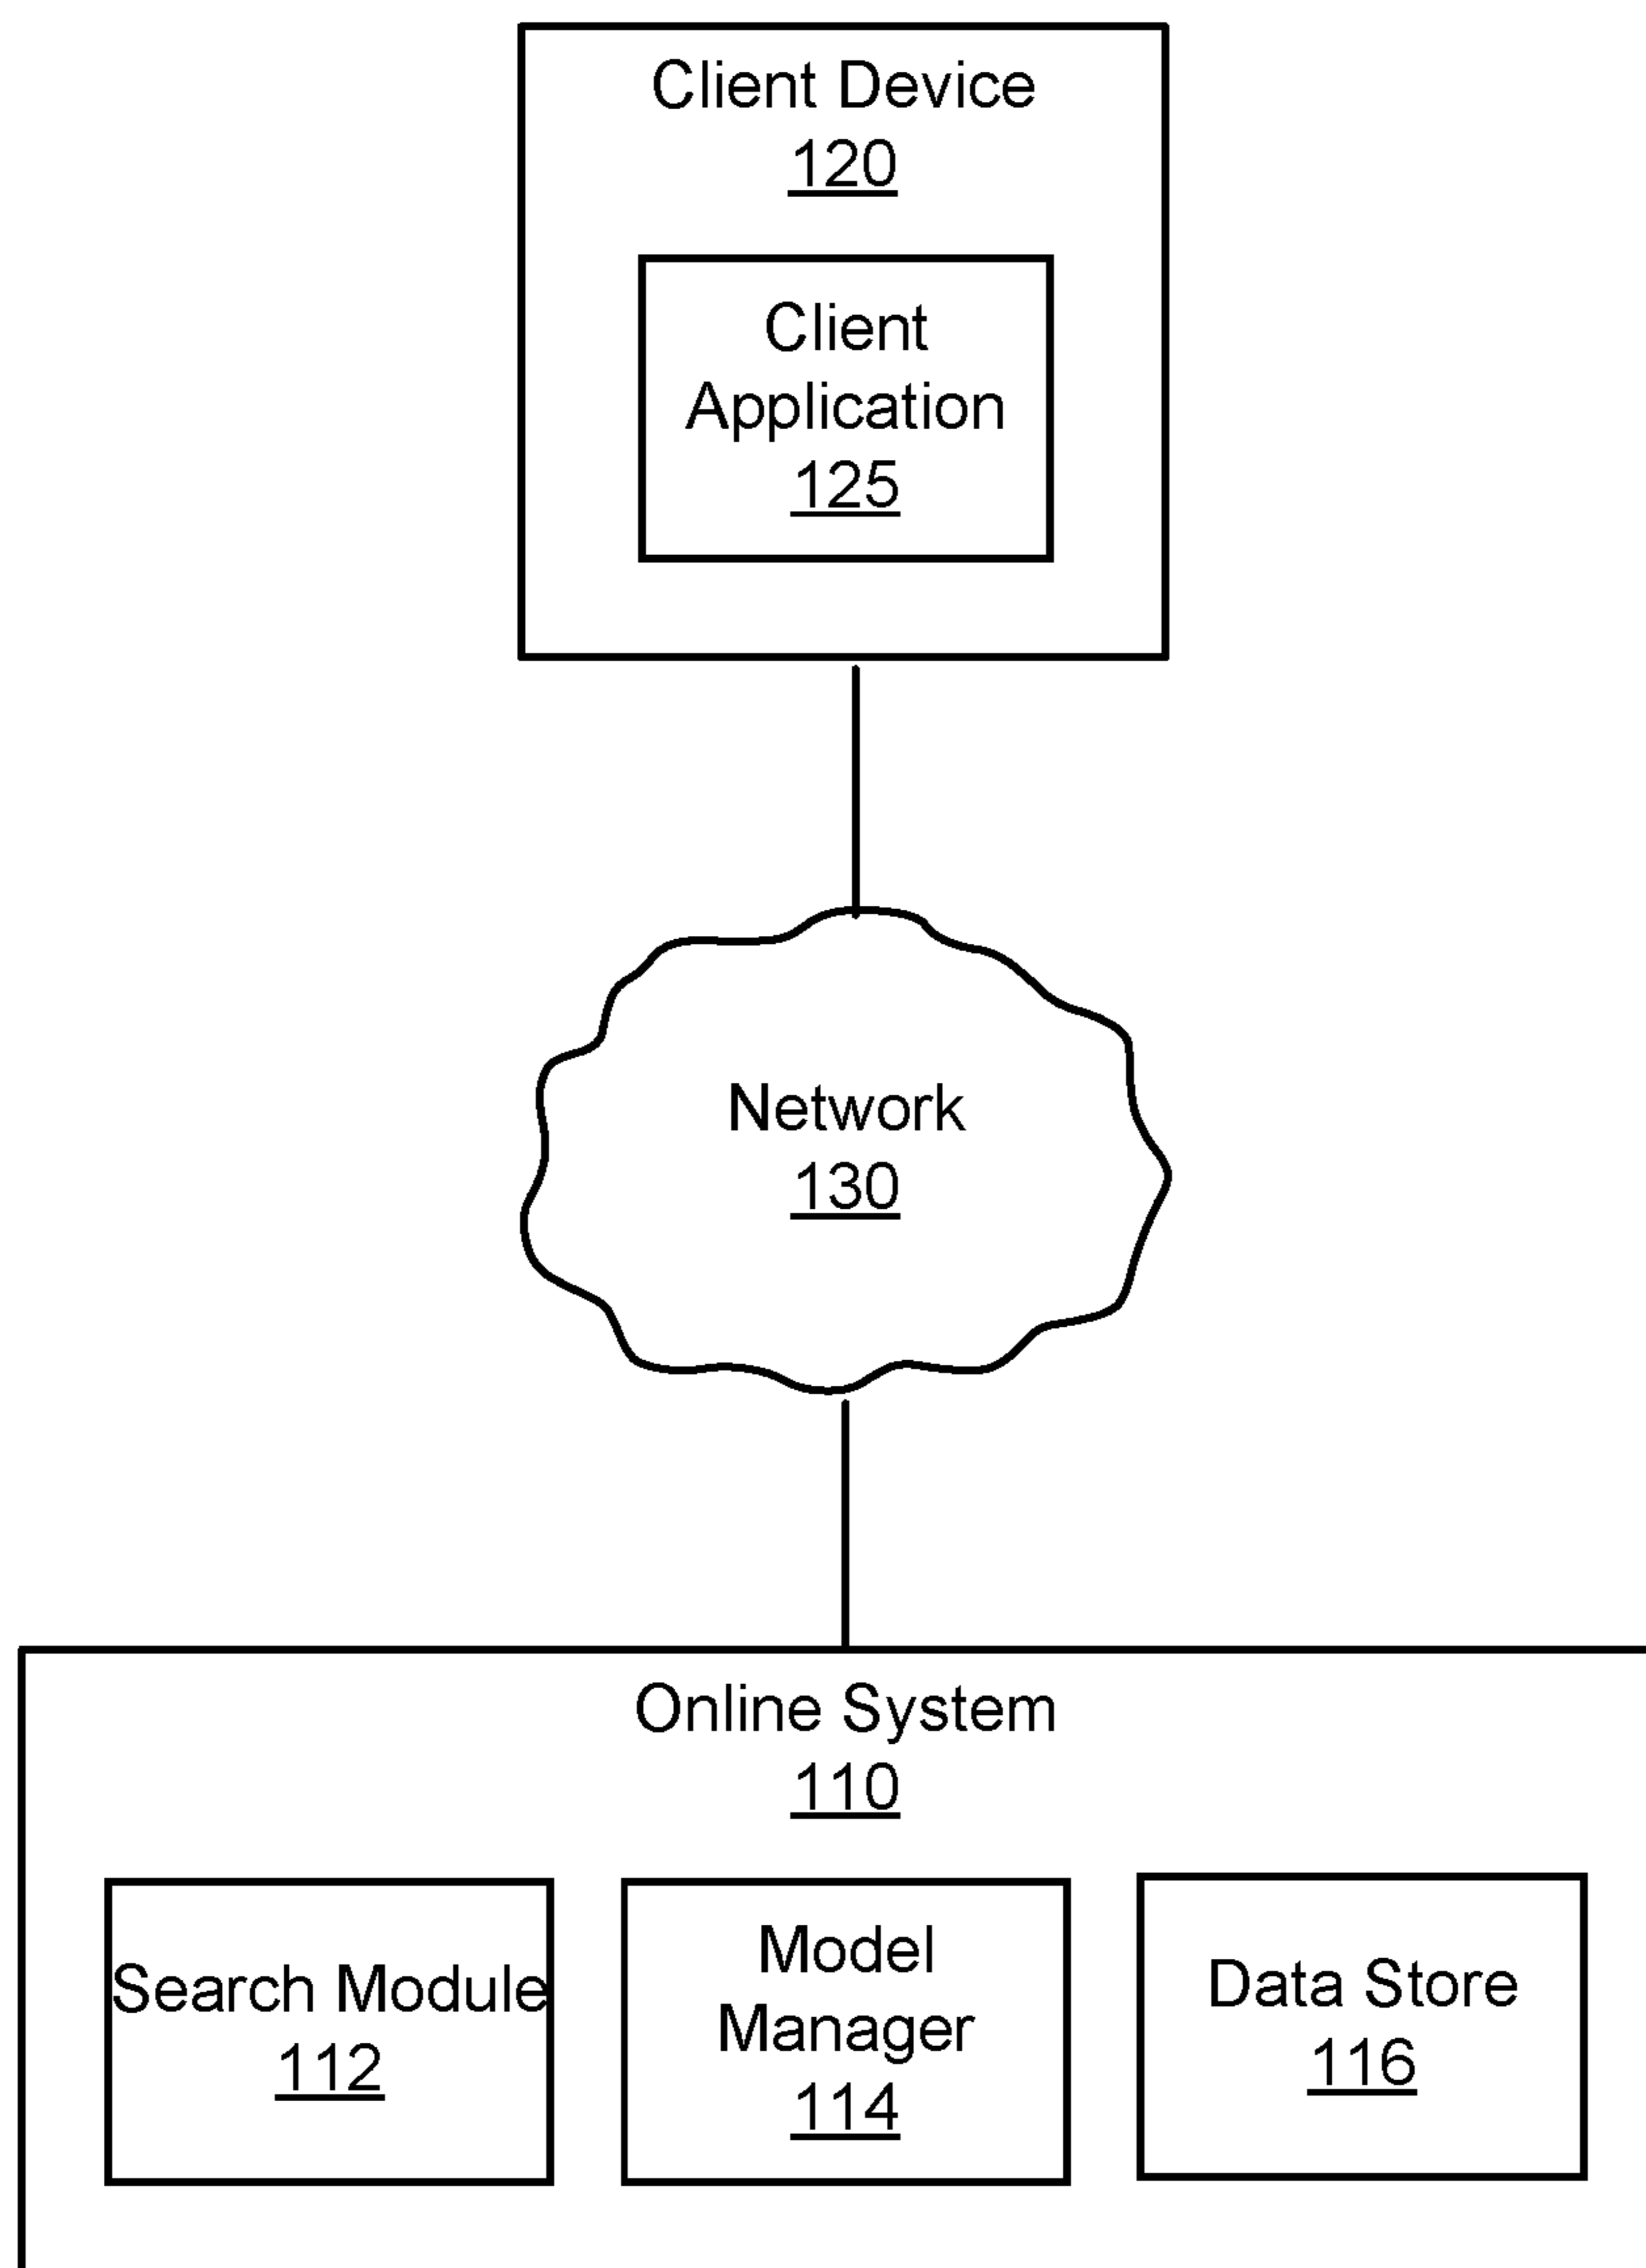 Client Device
120
Client
Application
125
Network
130
Online System
110
Search Module
112
Model
Manager
114
Data Store
116